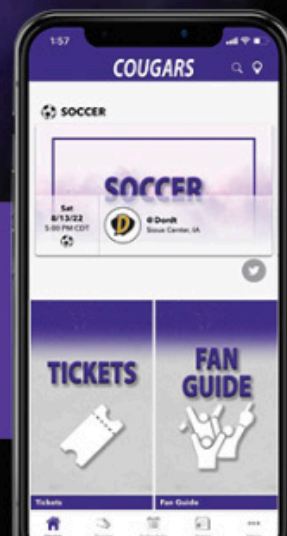 1:57
COUGARS
SOCCER
SOCCER
Sat
8/13/22
5:00 PM CDT
D
@Dordt
Sioux Center, IA
TICKETS
FAN
GUIDE
Tickets
Fan Guide